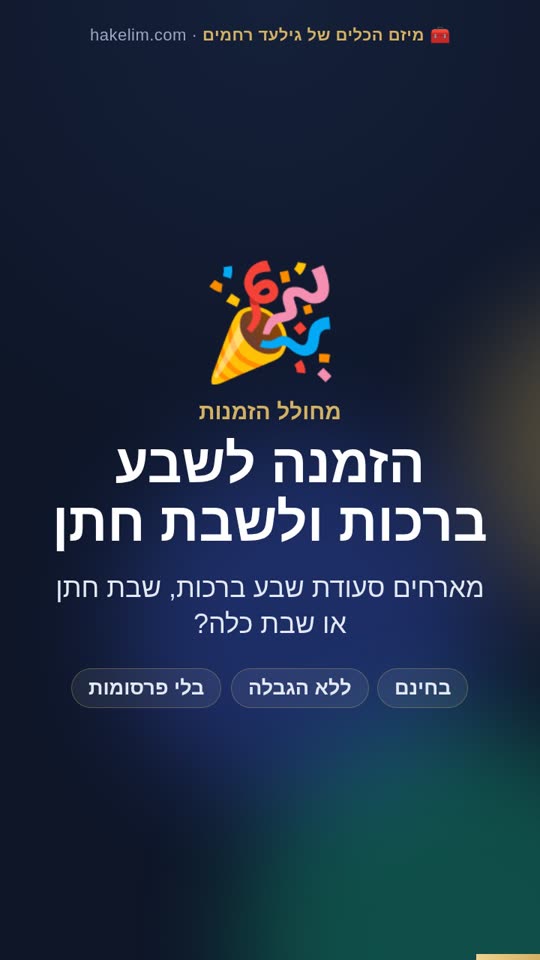 🧰 מיזם הכלים של גילעד רחמים · hakelim.com
מחולל הזמנות
הזמנה לשבע
ברכות ולשבת חתן
מארחים סעודת שבע ברכות, שבת חתן
או שבת כלה?
בחינם
ללא הגבלה
בלי פרסומות